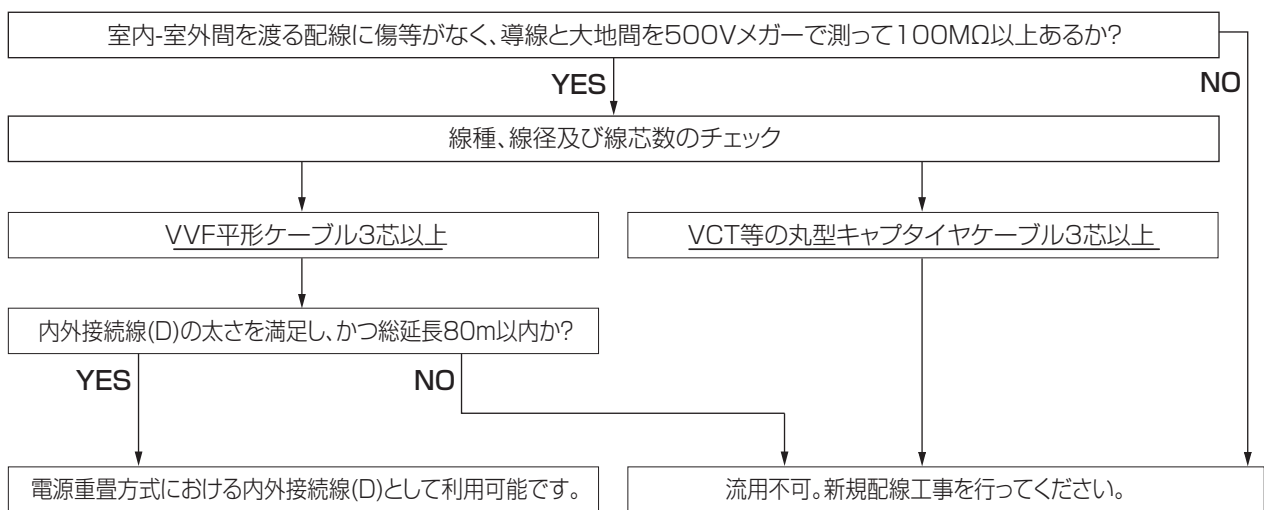 室内-室外間を渡る配線に傷等がなく、導線と大地間を500Vメガーで測って100MΩ以上あるか?
YES
NO
線種、線径及び線芯数のチェック
VVF平形ケーブル3芯以上
VCT等の丸型キャプタイヤケーブル3芯以上
内外接続線(D)の太さを満足し、かつ総延長80m以内か?
YES
NO
電源重畳方式における内外接続線(D)として利用可能です。
流用不可。新規配線工事を行ってください。